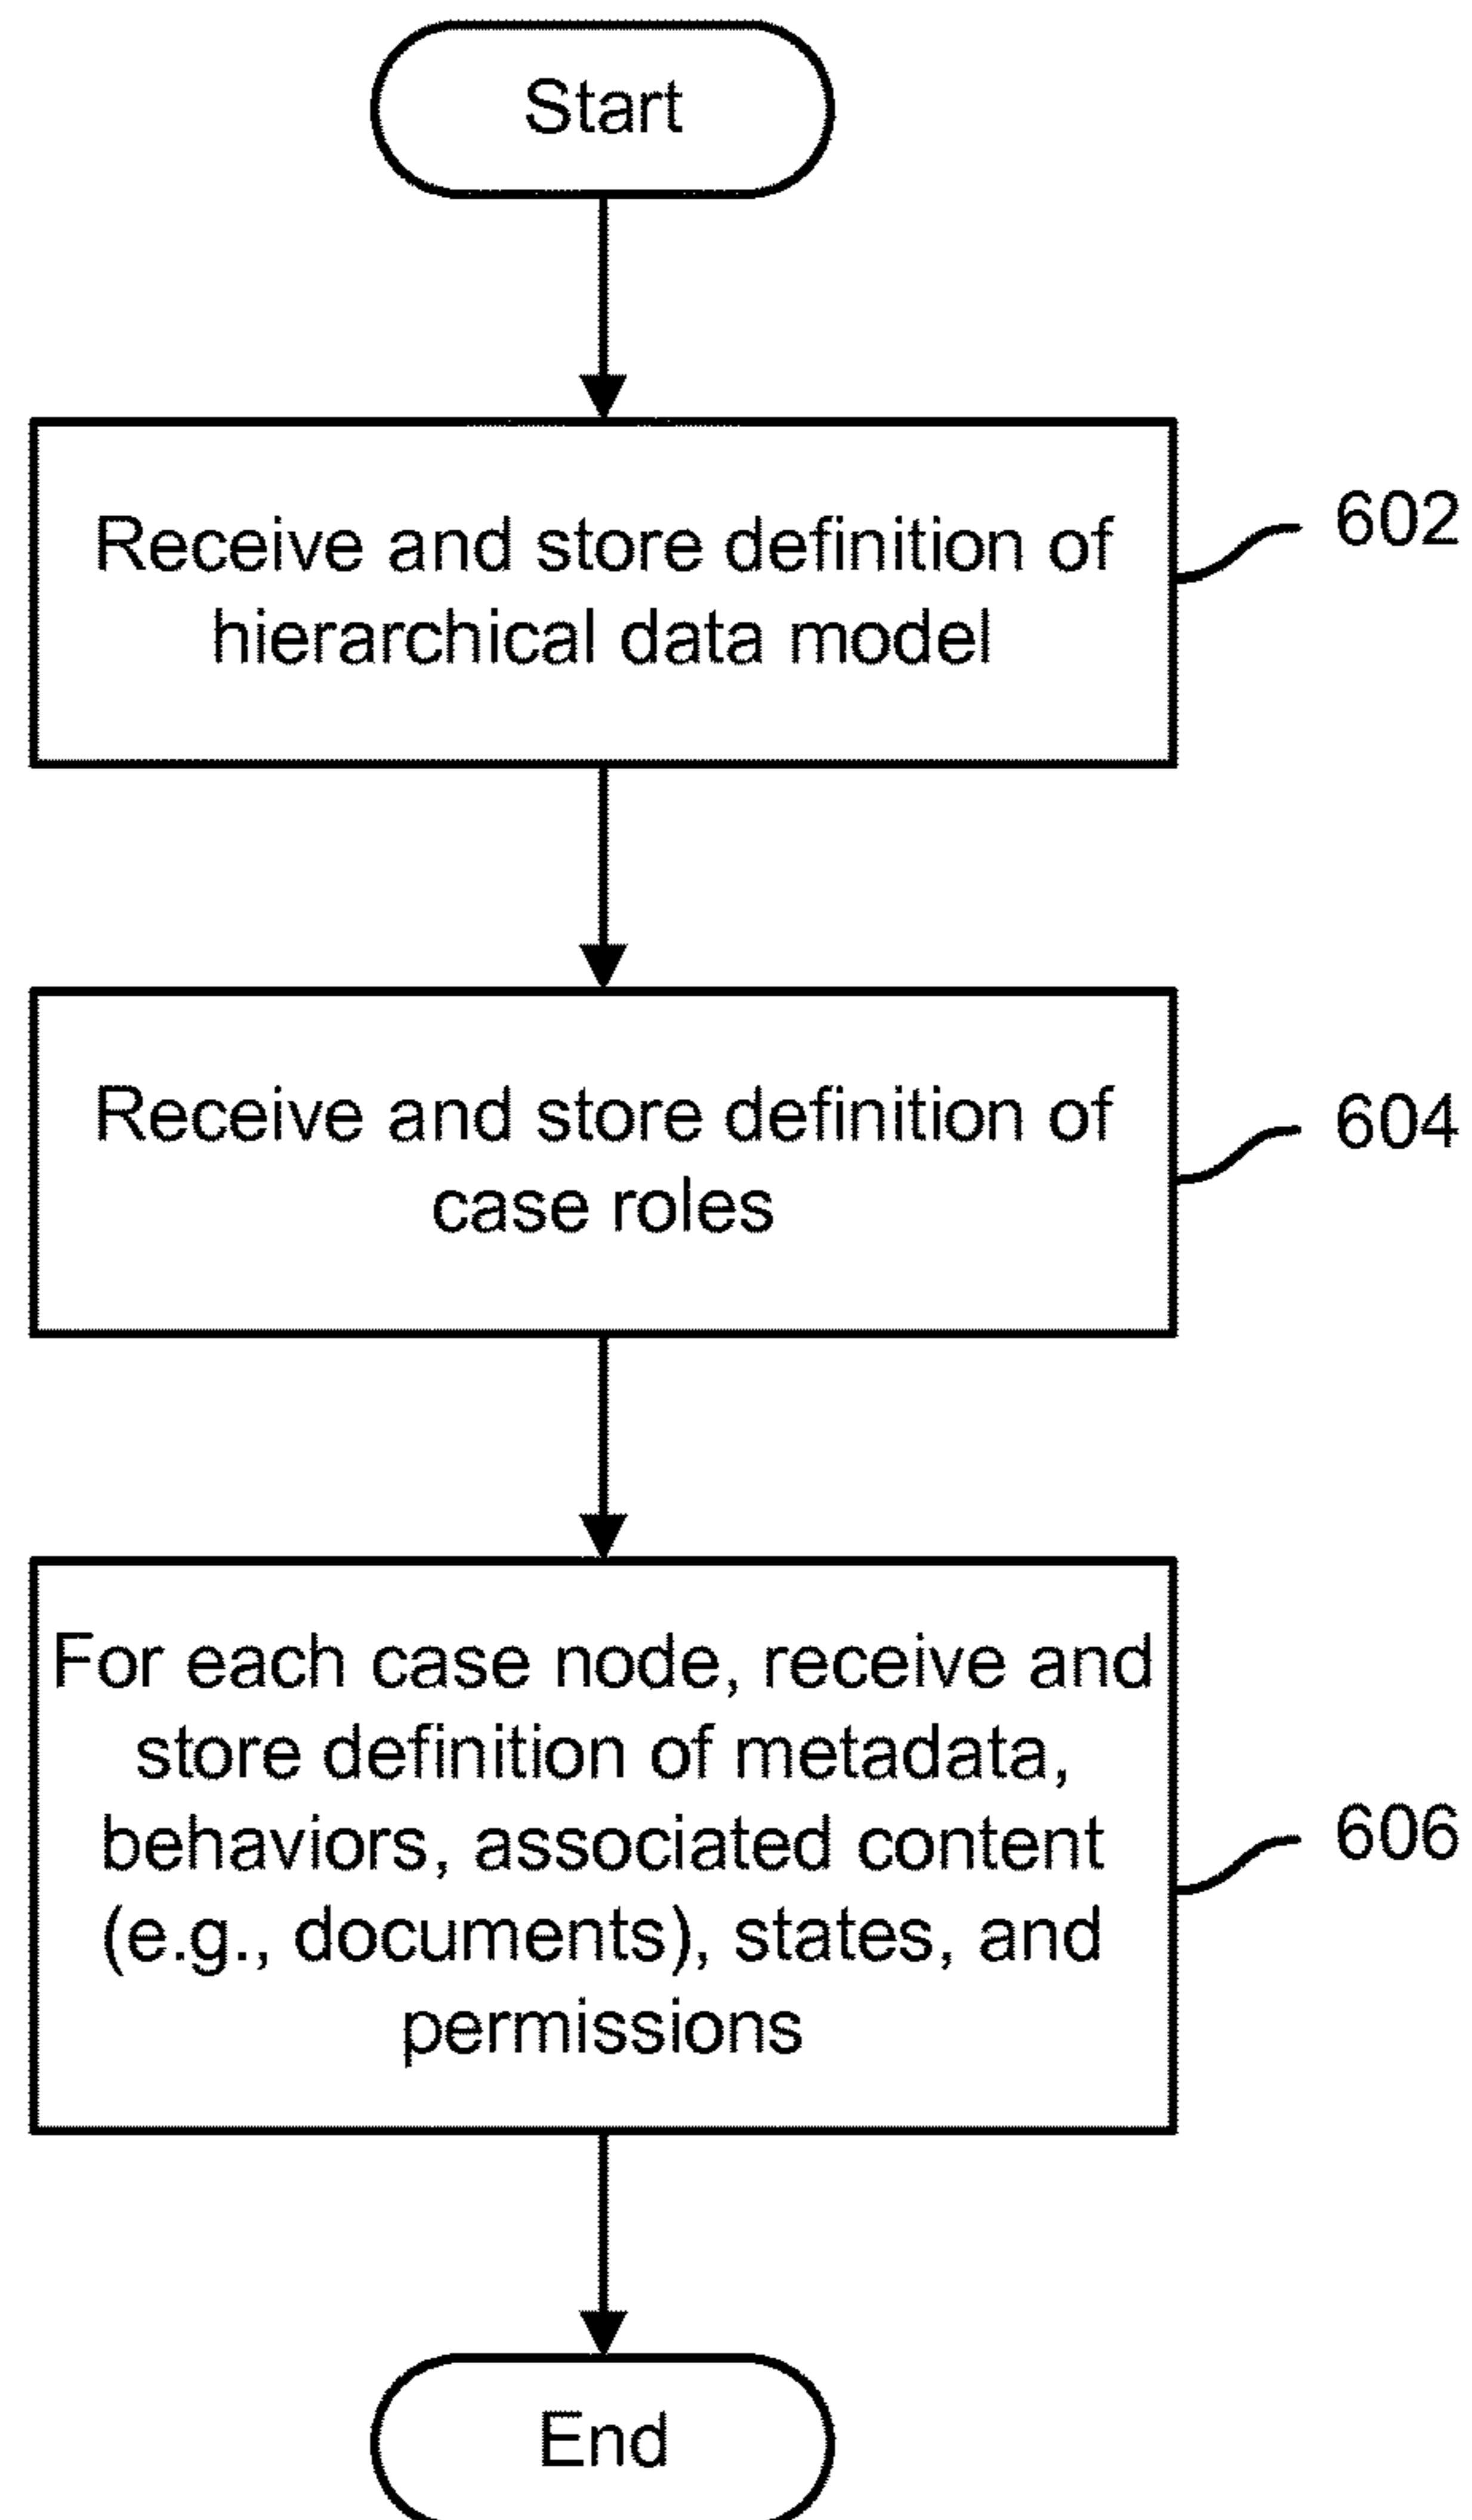 Start
Receive and store definition of
hierarchical data model
602
Receive and store definition of
case roles
604
For each case node, receive and
store definition of metadata,
behaviors, associated content
(e.g., documents), states, and
permissions
606
End